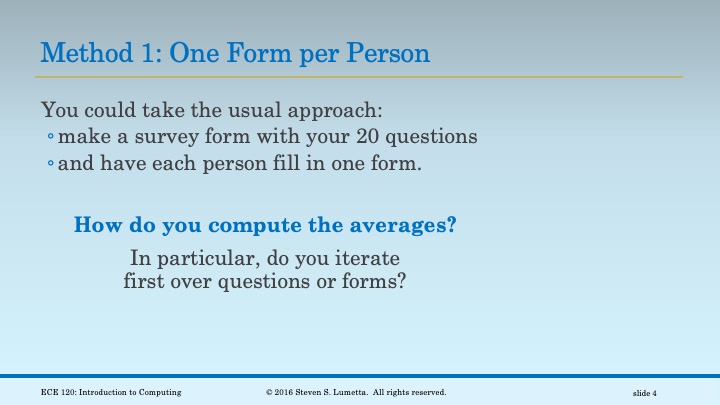 Method 1: One Form per Person
You could take the usual approach:
◦make a survey form with your 20 questions
◦and have each person fill in one form.
How do you compute the averages?
In particular, do you iterate
first over questions or forms?
ECE 120: Introduction to Computing
© 2016 Steven S. Lumetta. All rights reserved.
slide 4